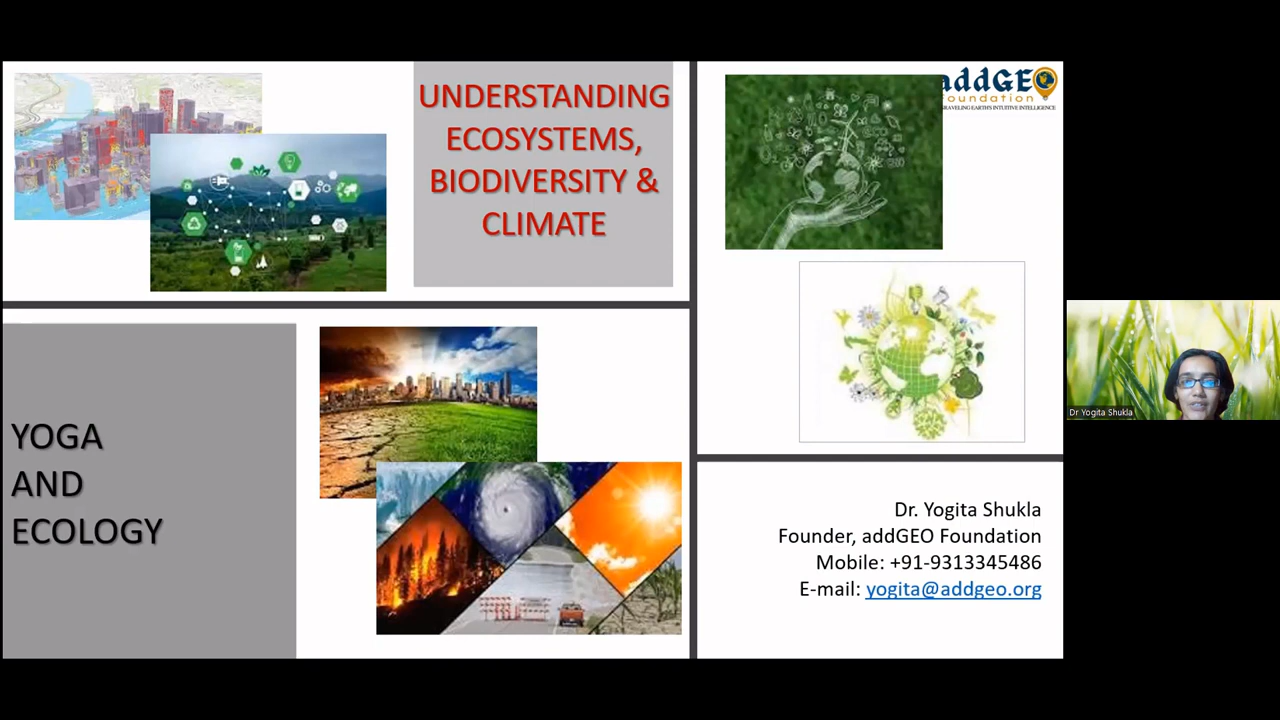 UNDERSTANDING
ECOSYSTEMS,
BIODIVERSITY &
CLIMATE
addGEO
Foundation
YOGA
AND
ECOLOGY
Dr. Yogita Shukla
Founder, addGEO Foundation
Mobile: +91-9313345486
E-mail: yogita@addgeo.org
Dr Yogita Shukla